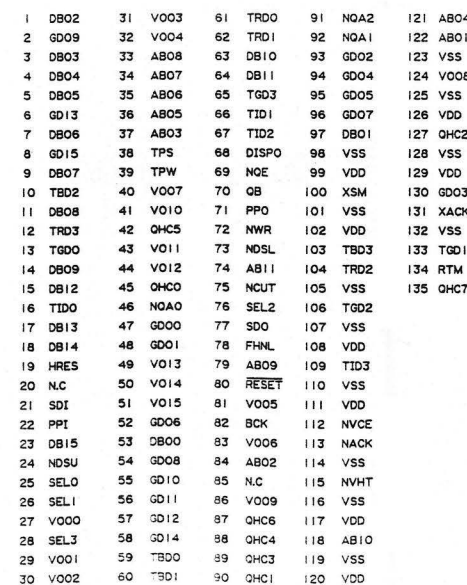 1 DB02 31 V003 61 TRD0 91 NQA2 121 AB04
2 GD09 32 V004 62 TRD1 92 NQA1 122 AB01
3 DB03 33 AB08 63 DB10 93 GD02 123 VSS
4 DB04 34 AB07 64 DB11 94 GD04 124 V008
5 DB05 35 AB06 65 TGD3 95 GD05 125 VSS
6 GD13 36 AB05 66 TID1 96 GD07 126 VDD
7 DB06 37 AB03 67 TID2 97 DB01 127 QHC2
8 GD15 38 TPS 68 DISPO 98 VSS 128 VSS
9 DB07 39 TPW 69 NQE 99 VDD 129 VDD
10 TBD2 40 V007 70 QB 100 XSM 130 GD03
11 DB08 41 V010 71 PPO 101 VSS 131 XACK
12 TRD3 42 QHC5 72 NWR 102 VDD 132 VSS
13 TGD0 43 V011 73 NDSL 103 TBD3 133 TGD1
14 DB09 44 V012 74 AB11 104 TRD2 134 RTM
15 DB12 45 QHC0 75 NCUT 105 VSS 135 QHC7
16 TID0 46 NQA0 76 SEL2 106 TGD2
17 DB13 47 GD00 77 SDO 107 VSS
18 DB14 48 GD01 78 FHNL 108 VDD
19 HRES 49 V013 79 AB09 109 TID3
20 N.C 50 V014 80 RESET 110 VSS
21 SDI 51 V015 81 V005 111 VDD
22 PPI 52 GD06 82 BCK 112 NVCE
23 DB15 53 DB00 83 V006 113 NACK
24 NDSU 54 GD08 84 AB02 114 VSS
25 SEL0 55 GD10 85 N.C 115 NVHT
26 SEL1 56 GD11 86 V009 116 VSS
27 V000 57 GD12 87 QHC6 117 VDD
28 SEL3 58 GD14 88 QHC4 118 AB10
29 V001 59 TBD0 89 QHC3 119 VSS
30 V002 60 TBD1 90 QHC1 120 VDD